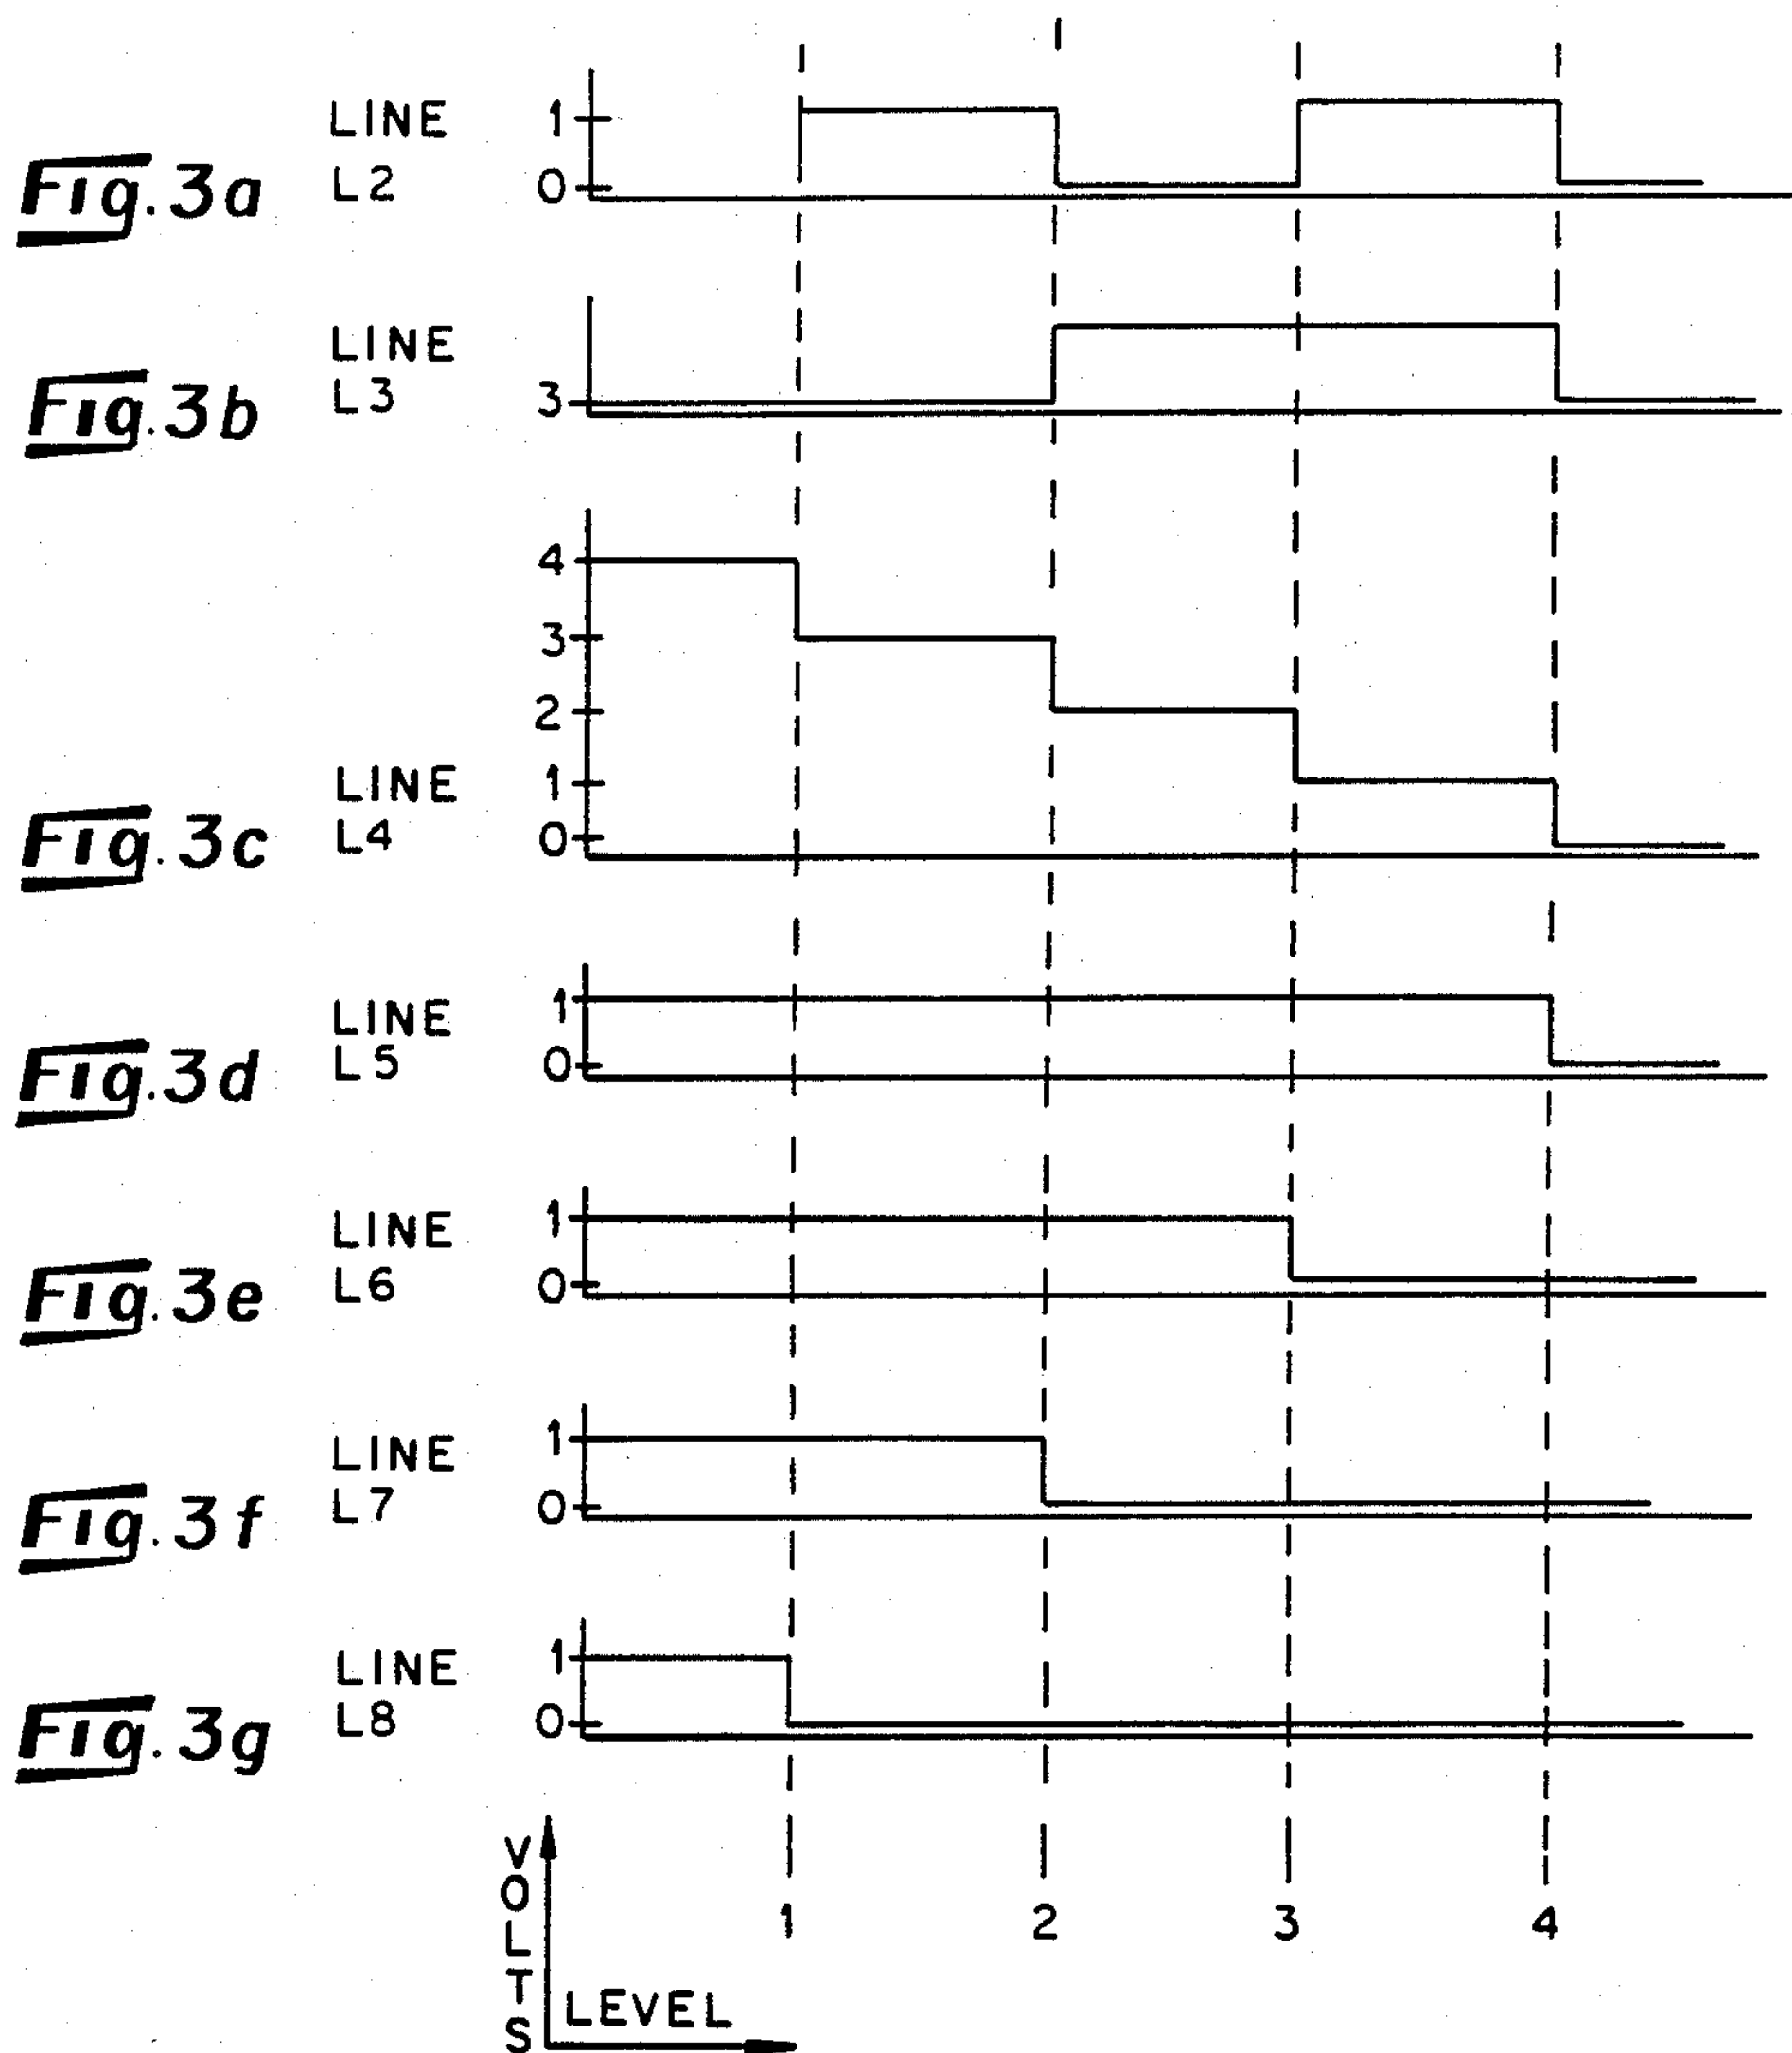 Fig. 3a
LINE
L2
1
0
Fig. 3b
LINE
L3
3
Fig. 3c
LINE
L4
4
3
2
1
0
Fig. 3d
LINE
L5
1
0
Fig. 3e
LINE
L6
1
0
Fig. 3f
LINE
L7
1
0
Fig. 3g
LINE
L8
1
0
VOLTS
LEVEL
1 2 3 4